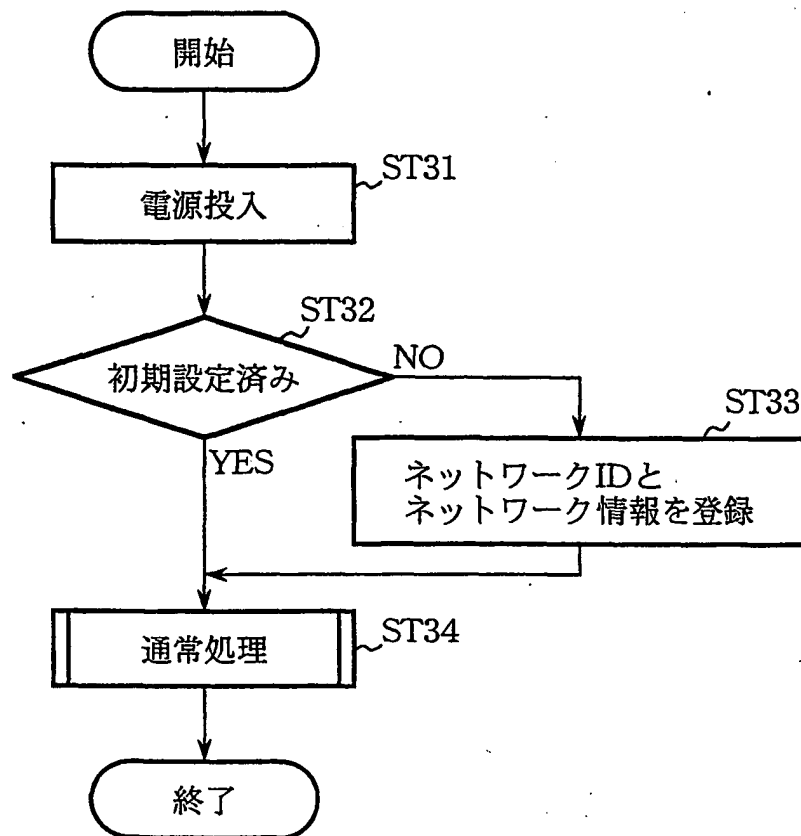 開始
ST31
電源投入
ST32
初期設定済み
NO
YES
ST33
ネットワークIDと
ネットワーク情報を登録
ST34
通常処理
終了